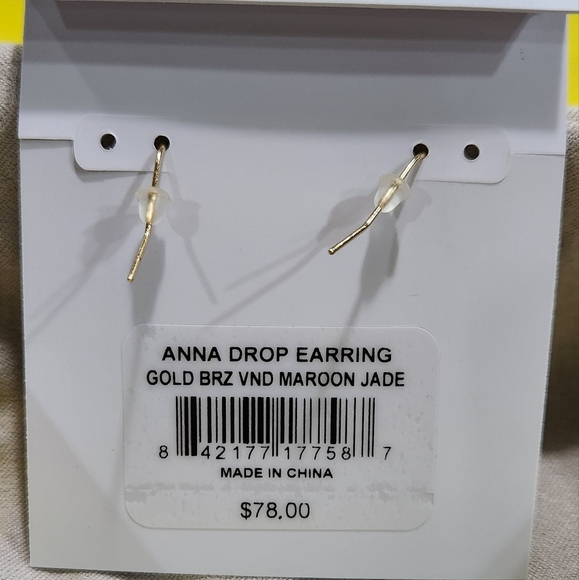 ANNA DROP EARRING
GOLD BRZ VND MAROON JADE
8 42177 17758 7
MADE IN CHINA
$78.00